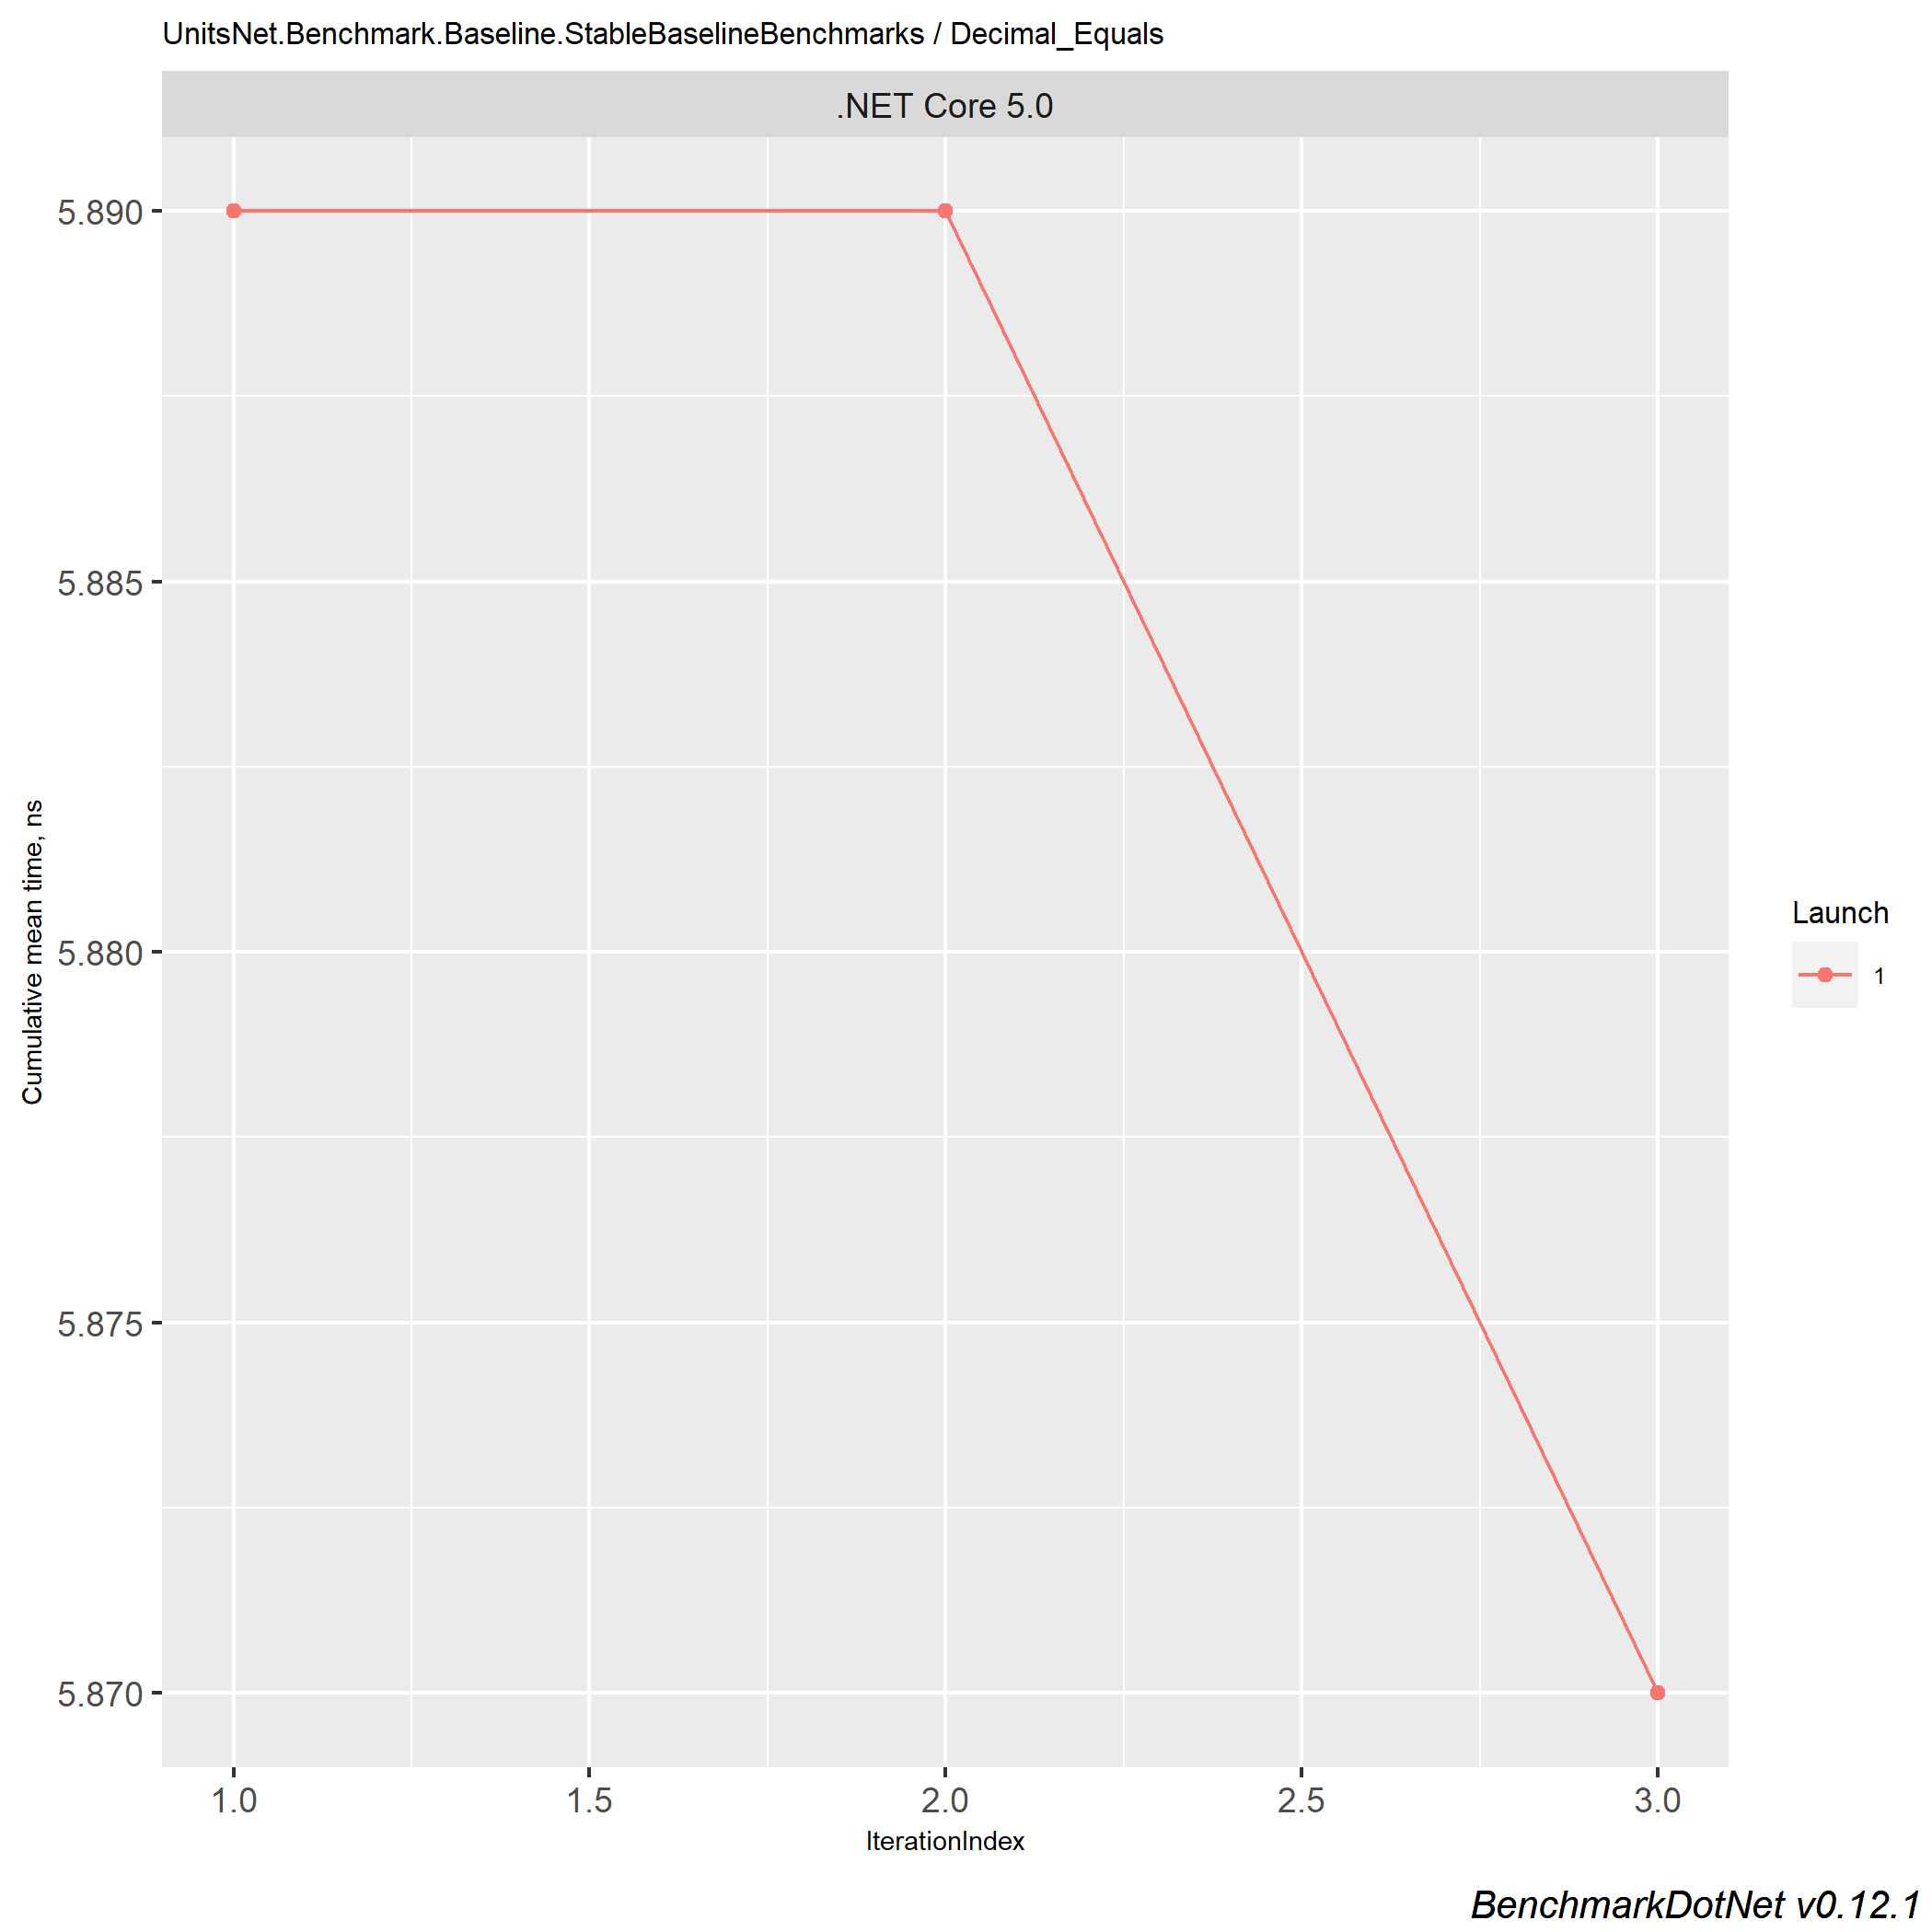 UnitsNet.Benchmark.Baseline.StableBaselineBenchmarks / Decimal_Equals
.NET Core 5.0
5.890
5.885
5.880
5.875
5.870
Cumulative mean time, ns
1.0 1.5 2.0 2.5 3.0
IterationIndex
Launch
1
BenchmarkDotNet v0.12.1